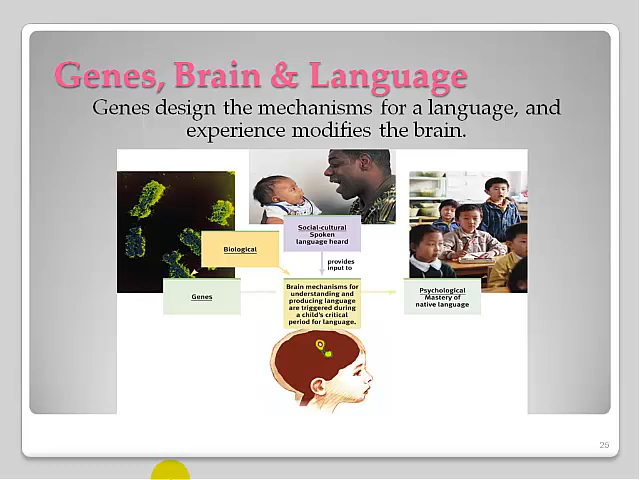 Genes, Brain & Language
Genes design the mechanisms for a language, and
experience modifies the brain.
Social-cultural
Spoken
language heard
Biological
provides
input to
Genes
Brain mechanisms for
understanding and
producing language
are triggered during
a child's critical
period for language.
Psychological
Mastery of
native language
25